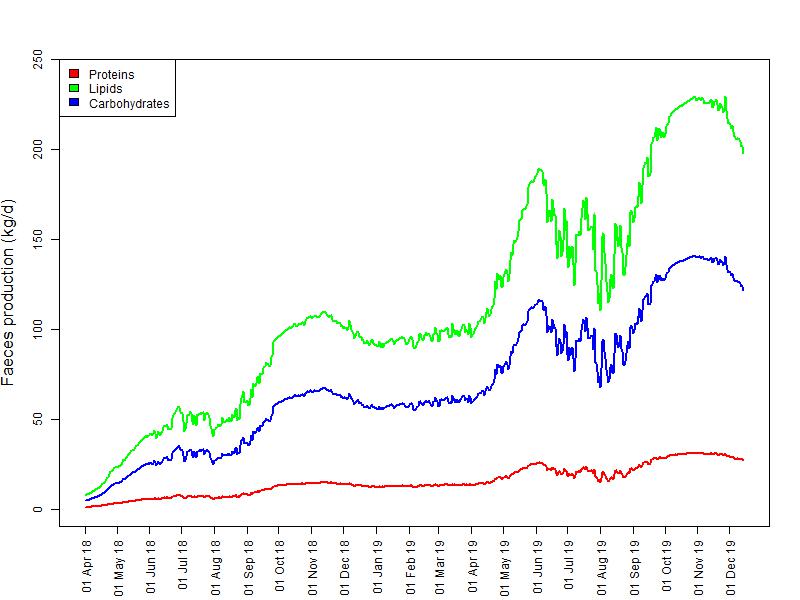 Proteins
Lipids
Carbohydrates
Faeces production (kg/d)
250
200
150
100
50
0
01 Apr 18
01 May 18
01 Jun 18
01 Jul 18
01 Aug 18
01 Sep 18
01 Oct 18
01 Nov 18
01 Dec 18
01 Jan 19
01 Feb 19
01 Mar 19
01 Apr 19
01 May 19
01 Jun 19
01 Jul 19
01 Aug 19
01 Sep 19
01 Oct 19
01 Nov 19
01 Dec 19